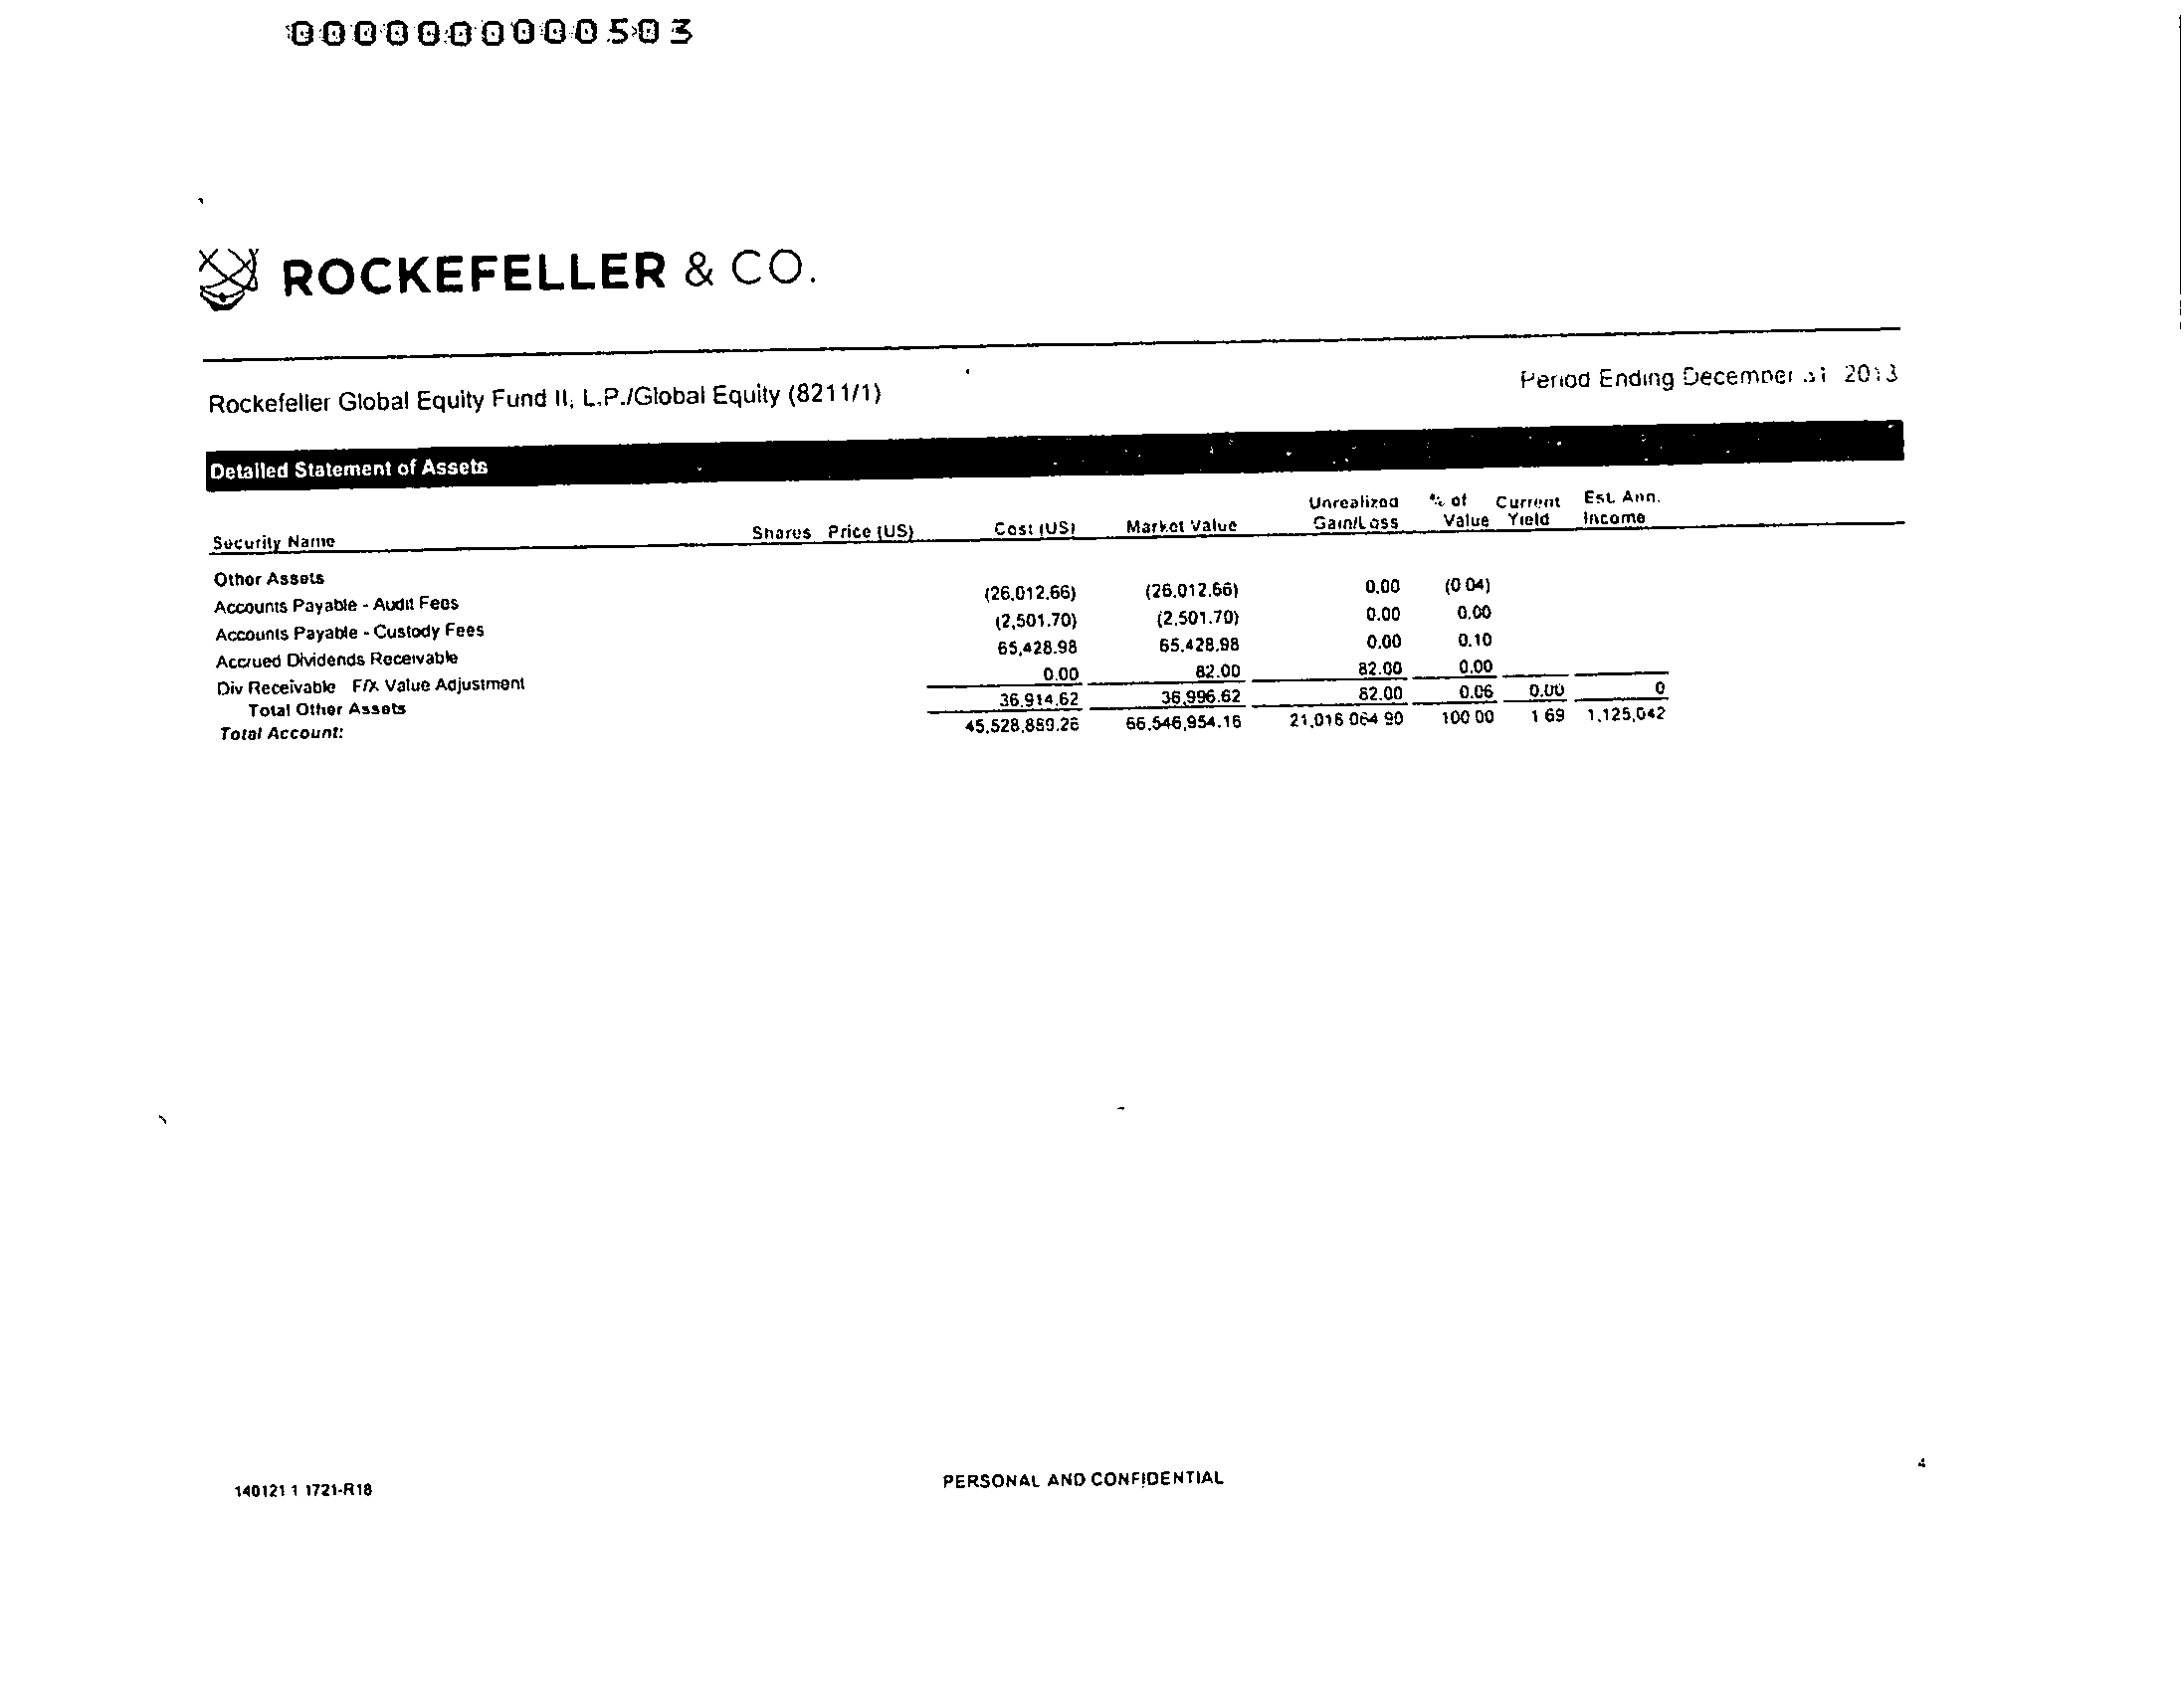 0000000000503
ROCKEFELLER & CO.
Rockefeller Global Equity Fund II, L.P./Global Equity (8211/1) Period Ending December 31 2013
Detailed Statement of Assets
Unrealized % of Current Est. Ann.
Security Name Shares Price (US) Cost (US) Market Value Gain/Loss Value Yield Income
Other Assets
Accounts Payable - Audit Fees (26,012.66) (26,012.66) 0.00 (0 04)
Accounts Payable - Custody Fees (2,501.70) (2,501.70) 0.00 0.00
Accrued Dividends Receivable 65,428.98 65,428.98 0.00 0.10
Div Receivable F/X Value Adjustment 0.00 82.00 82.00 0.00
Total Other Assets 36,914.62 36,996.62 82.00 0.06 0.00 0
Total Account: 45,528,889.26 66,546,954.16 21,018 064 90 100 00 1 69 1,125,042
140121 1 1721-R18 PERSONAL AND CONFIDENTIAL 4